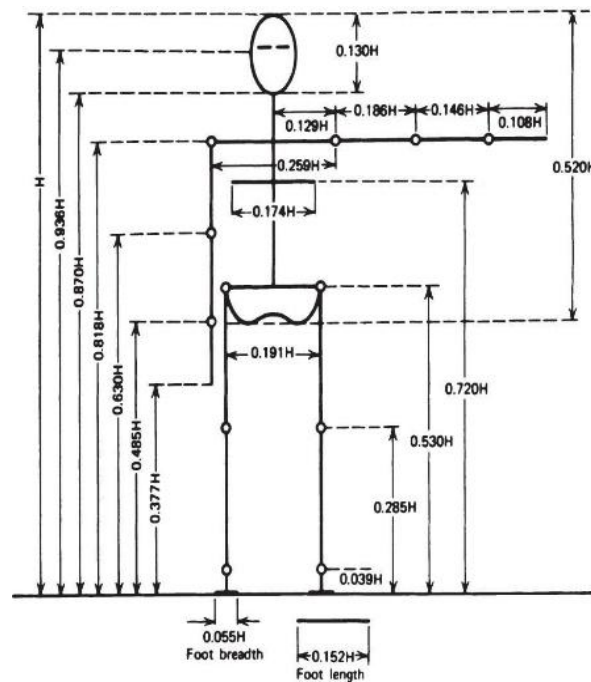 0.130H
0.186H
0.146H
0.129H
0.108H
0.259H
0.520H
H
0.936H
0.174H
0.870H
0.818H
0.630H
0.191H
0.720H
0.485H
0.530H
0.377H
0.285H
0.039H
0.055H
Foot breadth
0.152H
Foot length